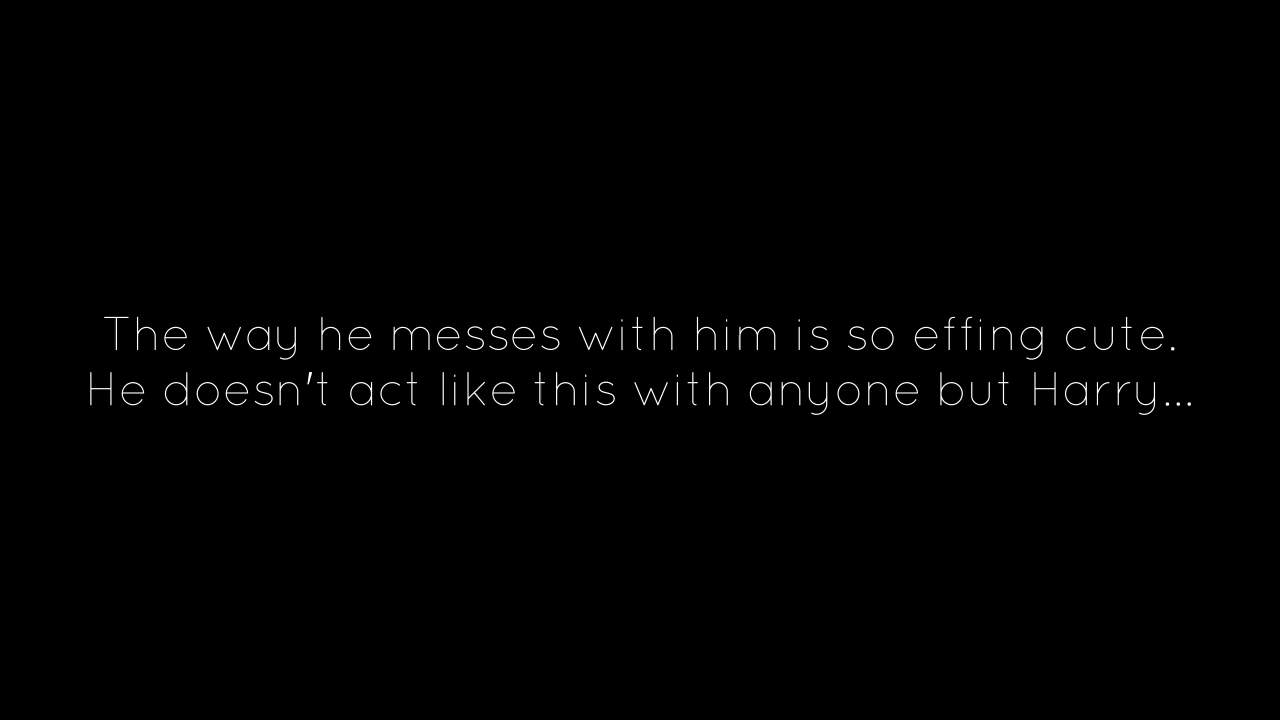 The way he messes with him is so effing cute.
He doesn't act like this with anyone but Harry...